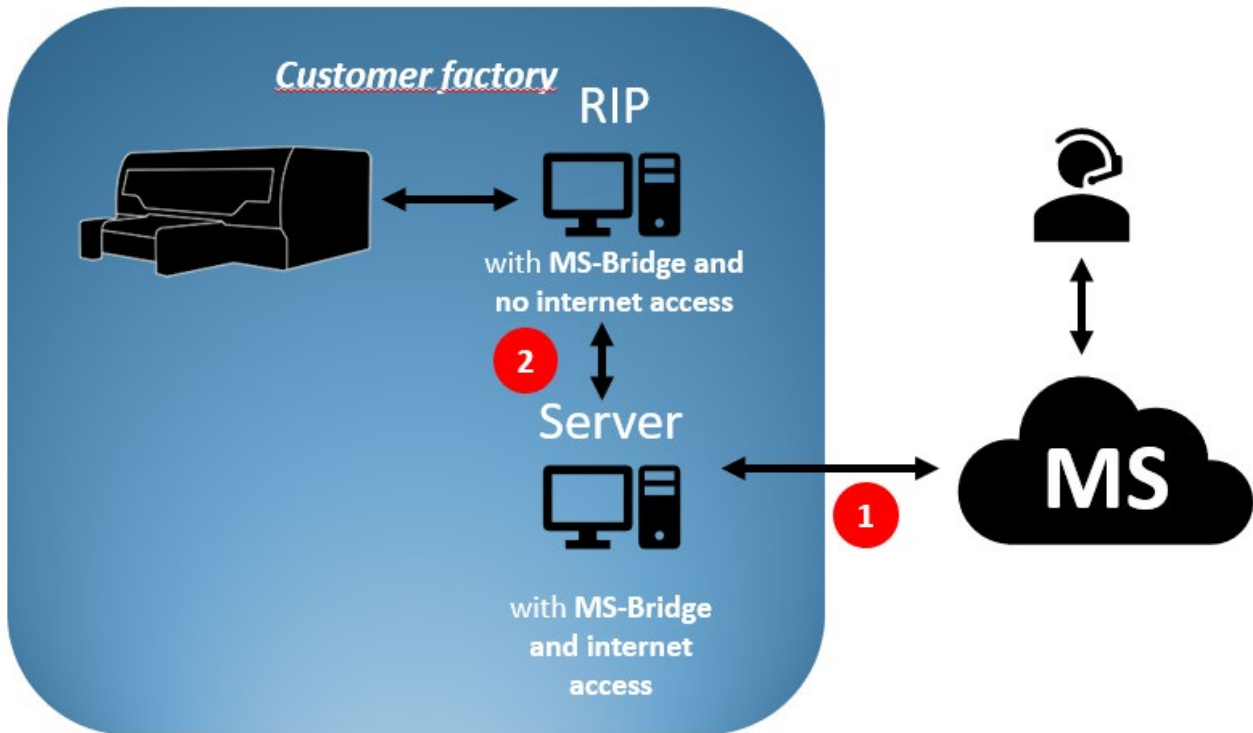 Customer factory
RIP
with MS-Bridge and
no internet access
2
Server
MS
1
with MS-Bridge
and internet
access